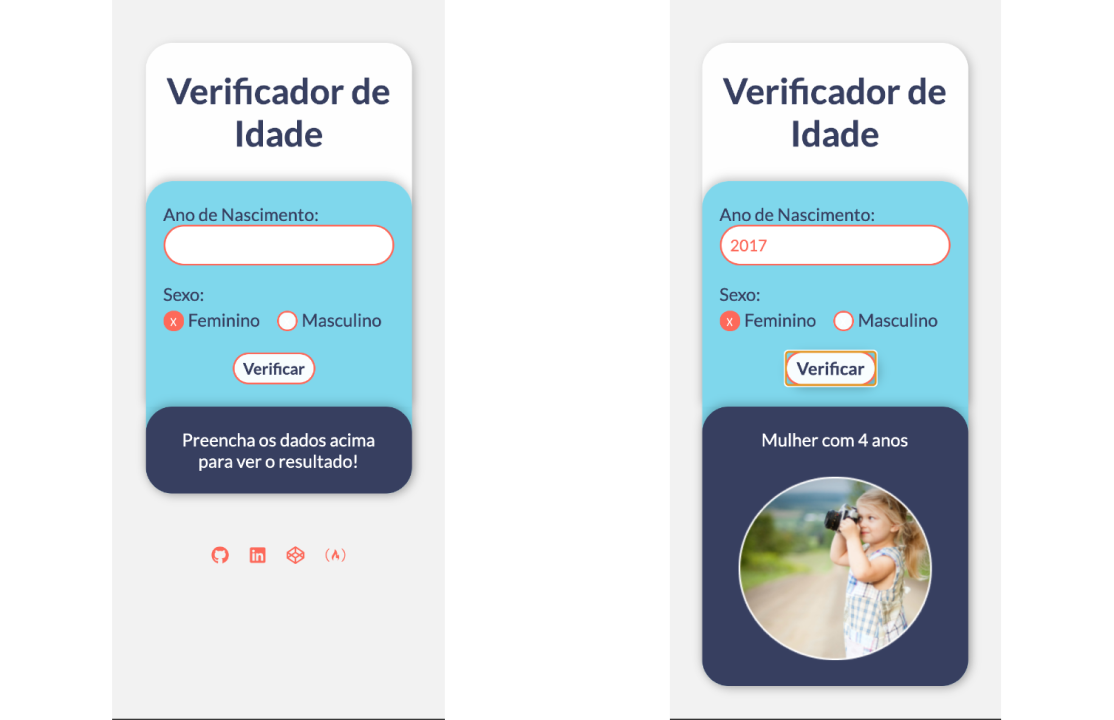 Verificador de
Idade
Ano de Nascimento:
Sexo:
x Feminino Masculino
Verificar
Preencha os dados acima
para ver o resultado!
Verificador de
Idade
Ano de Nascimento:
2017
Sexo:
x Feminino Masculino
Verificar
Mulher com 4 anos